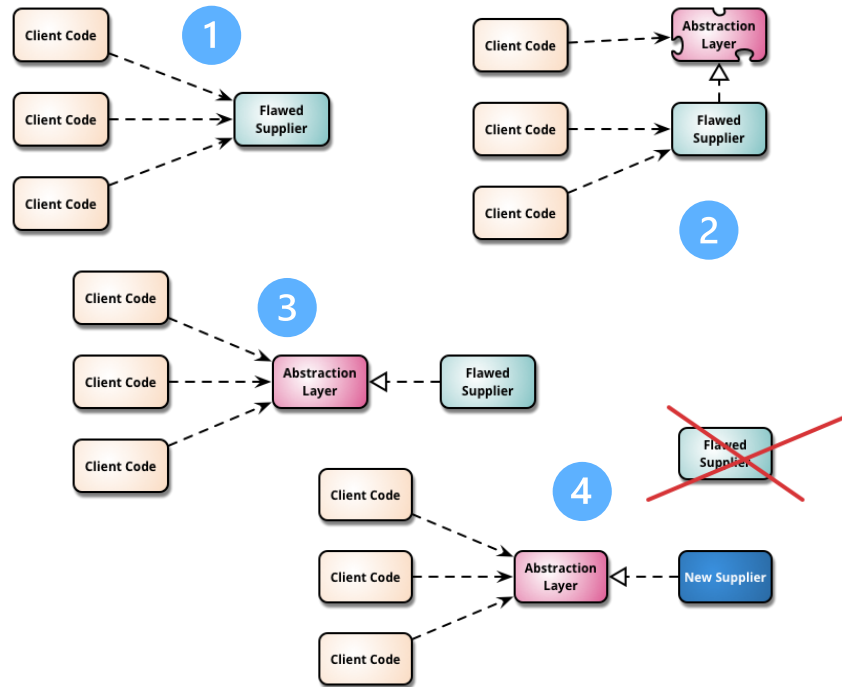 1
Client Code
Client Code
Client Code
Flawed
Supplier
2
Client Code
Client Code
Client Code
Abstraction
Layer
Flawed
Supplier
3
Client Code
Client Code
Client Code
Abstraction
Layer
Flawed
Supplier
4
Client Code
Client Code
Client Code
Abstraction
Layer
Flawed
Supplier
New Supplier